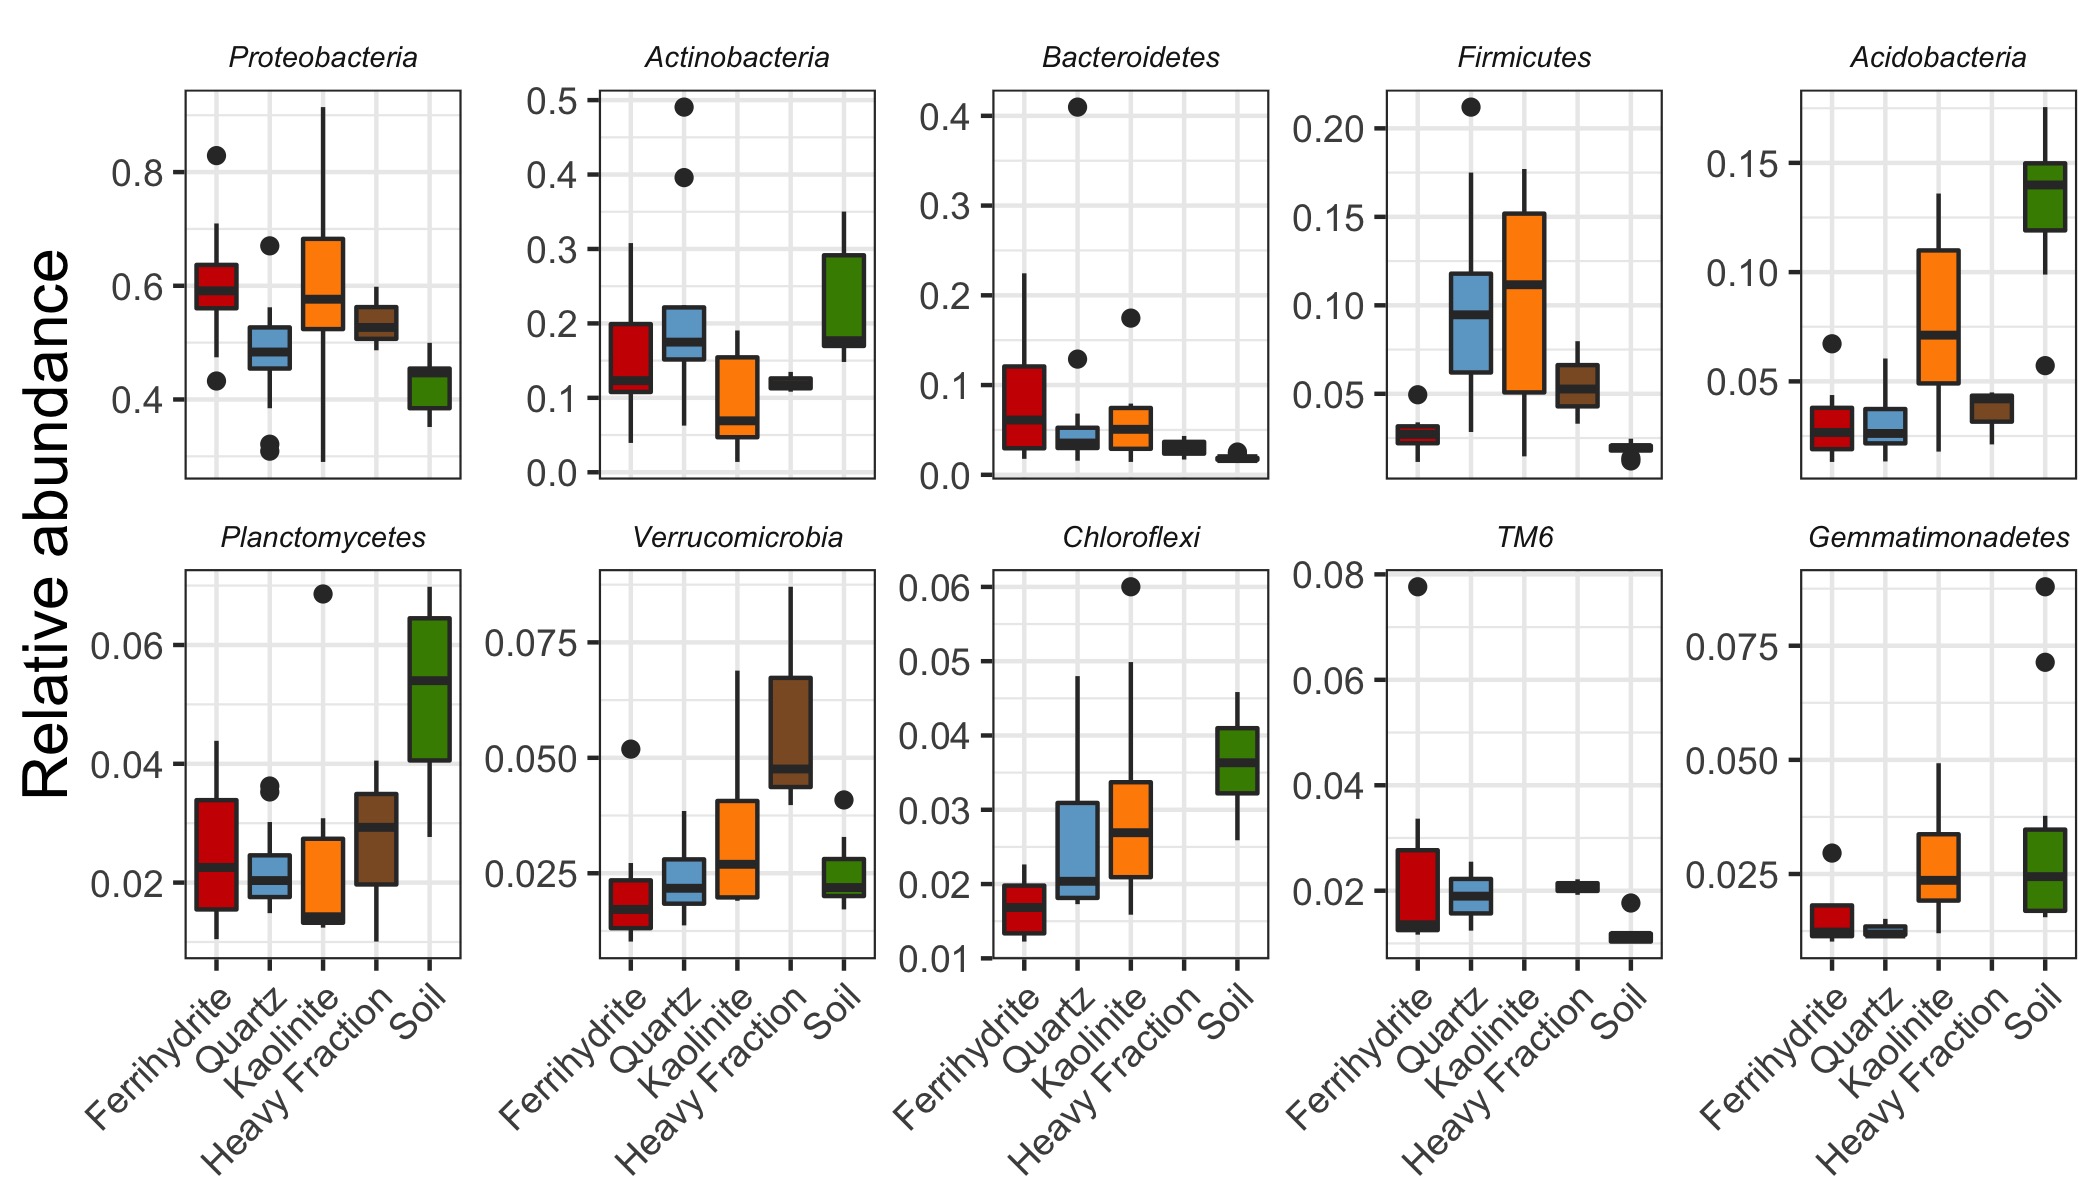 Relative abundance
Proteobacteria
0.8
0.6
0.4
Actinobacteria
0.5
0.4
0.3
0.2
0.1
0.0
Bacteroidetes
0.4
0.3
0.2
0.1
0.0
Firmicutes
0.20
0.15
0.10
0.05
Acidobacteria
0.15
0.10
0.05
Planctomycetes
0.06
0.04
0.02
Ferrihydrite
Quartz
Kaolinite
Heavy Fraction
Soil
Verrucomicrobia
0.075
0.050
0.025
Ferrihydrite
Quartz
Kaolinite
Heavy Fraction
Soil
Chloroflexi
0.06
0.05
0.04
0.03
0.02
0.01
Ferrihydrite
Quartz
Kaolinite
Heavy Fraction
Soil
TM6
0.08
0.06
0.04
0.02
Ferrihydrite
Quartz
Kaolinite
Heavy Fraction
Soil
Gemmatimonadetes
0.075
0.050
0.025
Ferrihydrite
Quartz
Kaolinite
Heavy Fraction
Soil